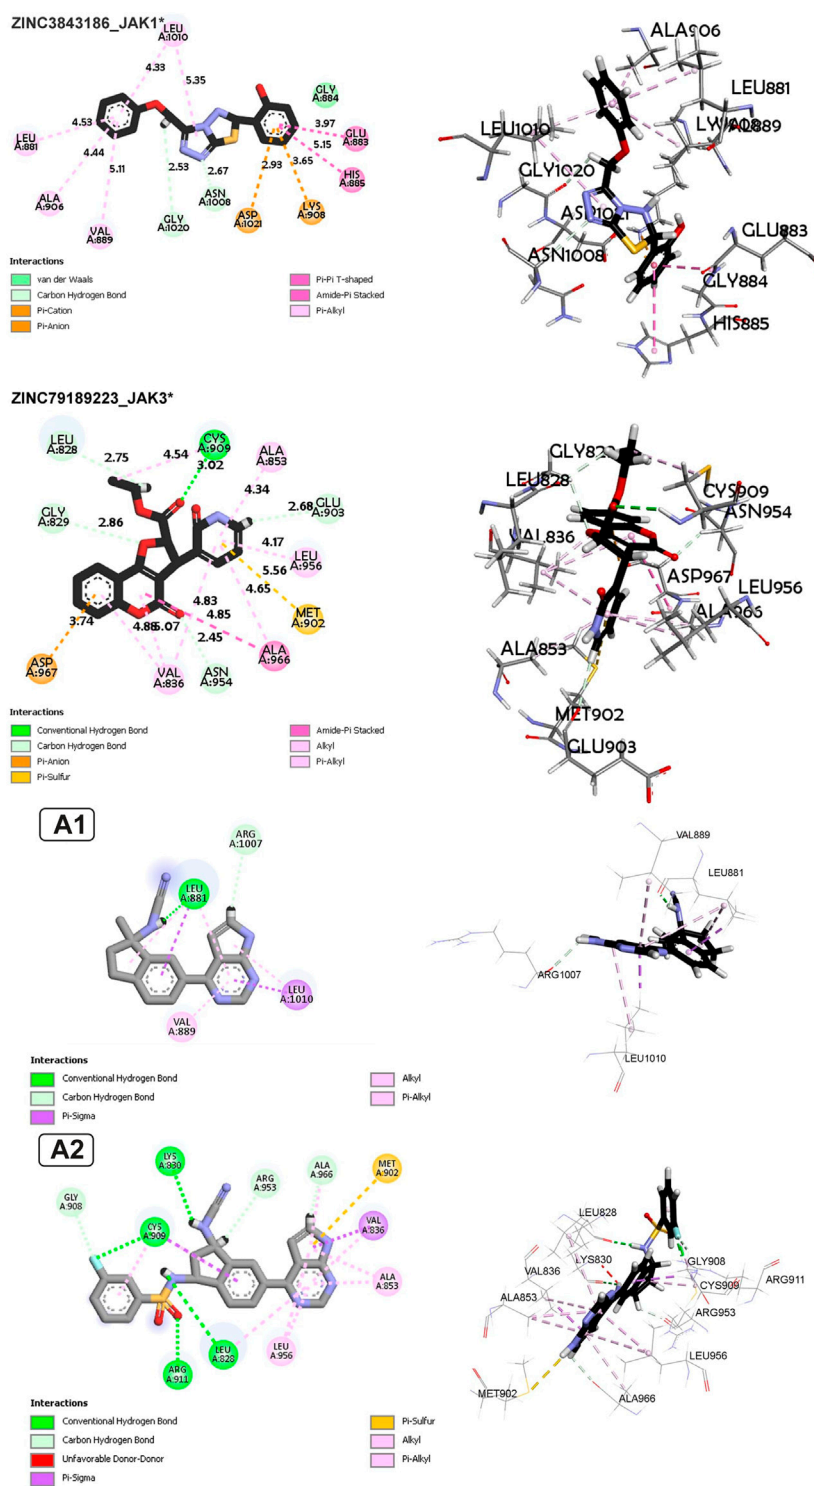 ZINC3843186_JAK1*
LEU
A:1010
4.33
5.35
GLY
A:884
LEU
A:881
4.53
3.97
GLU
A:883
5.15
4.44
2.53
2.67
2.93
3.65
HIS
A:885
5.11
ALA
A:906
ASN
A:1008
ASP
A:1021
LYS
A:908
VAL
A:889
GLY
A:1020
Interactions
van der Waals
Carbon Hydrogen Bond
Pi-Cation
Pi-Anion
Pi-Pi T-shaped
Amide-Pi Stacked
Pi-Alkyl
ALA906
LEU881
LEU1010
GLY1020
ASP1021
ASN1008
GLU883
GLY884
HIS885
ZINC79189223_JAK3*
LEU
A:828
2.75
4.54
CYS
A:909
3.02
ALA
A:853
4.34
GLY
A:829
2.86
2.68
GLU
A:903
4.17
LEU
A:956
5.56
4.65
4.83
4.85
MET
A:902
3.74
2.45
ASP
A:967
VAL
A:836
ASN
A:954
ALA
A:966
Interactions
Conventional Hydrogen Bond
Carbon Hydrogen Bond
Pi-Anion
Pi-Sulfur
Amide-Pi Stacked
Alkyl
Pi-Alkyl
LEU828
CYS909
ASN954
VAL836
ASP967
LEU956
ALA966
ALA853
MET902
GLU903
A1
ARG
A:1007
LEU
A:881
LEU
A:1010
VAL
A:889
Interactions
Conventional Hydrogen Bond
Carbon Hydrogen Bond
Pi-Sigma
Alkyl
Pi-Alkyl
VAL889
LEU881
ARG1007
LEU1010
A2
LYS
A:830
ARG
A:953
ALA
A:966
MET
A:902
GLY
A:908
CYS
A:909
VAL
A:836
ALA
A:853
LEU
A:828
LEU
A:956
ARG
A:911
Interactions
Conventional Hydrogen Bond
Carbon Hydrogen Bond
Unfavorable Donor-Donor
Pi-Sigma
Pi-Sulfur
Alkyl
Pi-Alkyl
LEU828
LYS830
GLY908
VAL836
CYS909
ARG911
ALA853
ARG953
LEU956
MET902
ALA966